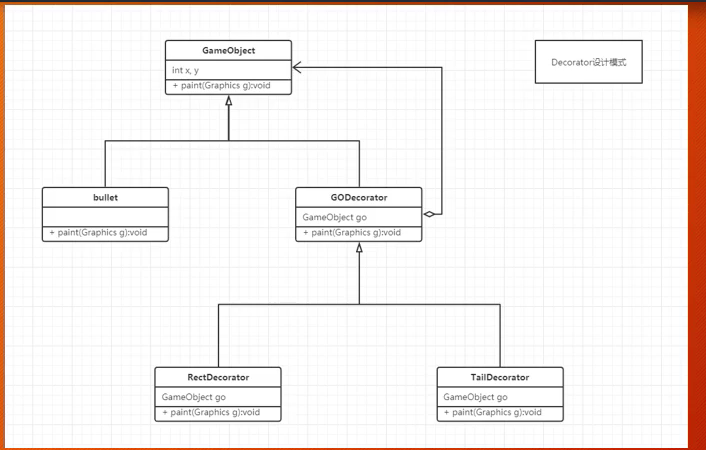 GameObject
int x, y
+ paint(Graphics g):void
Decorator设计模式
bullet
+ paint(Graphics g):void
GODecorator
GameObject go
+ paint(Graphics g):void
RectDecorator
GameObject go
+ paint(Graphics g):void
TailDecorator
GameObject go
+ paint(Graphics g):void